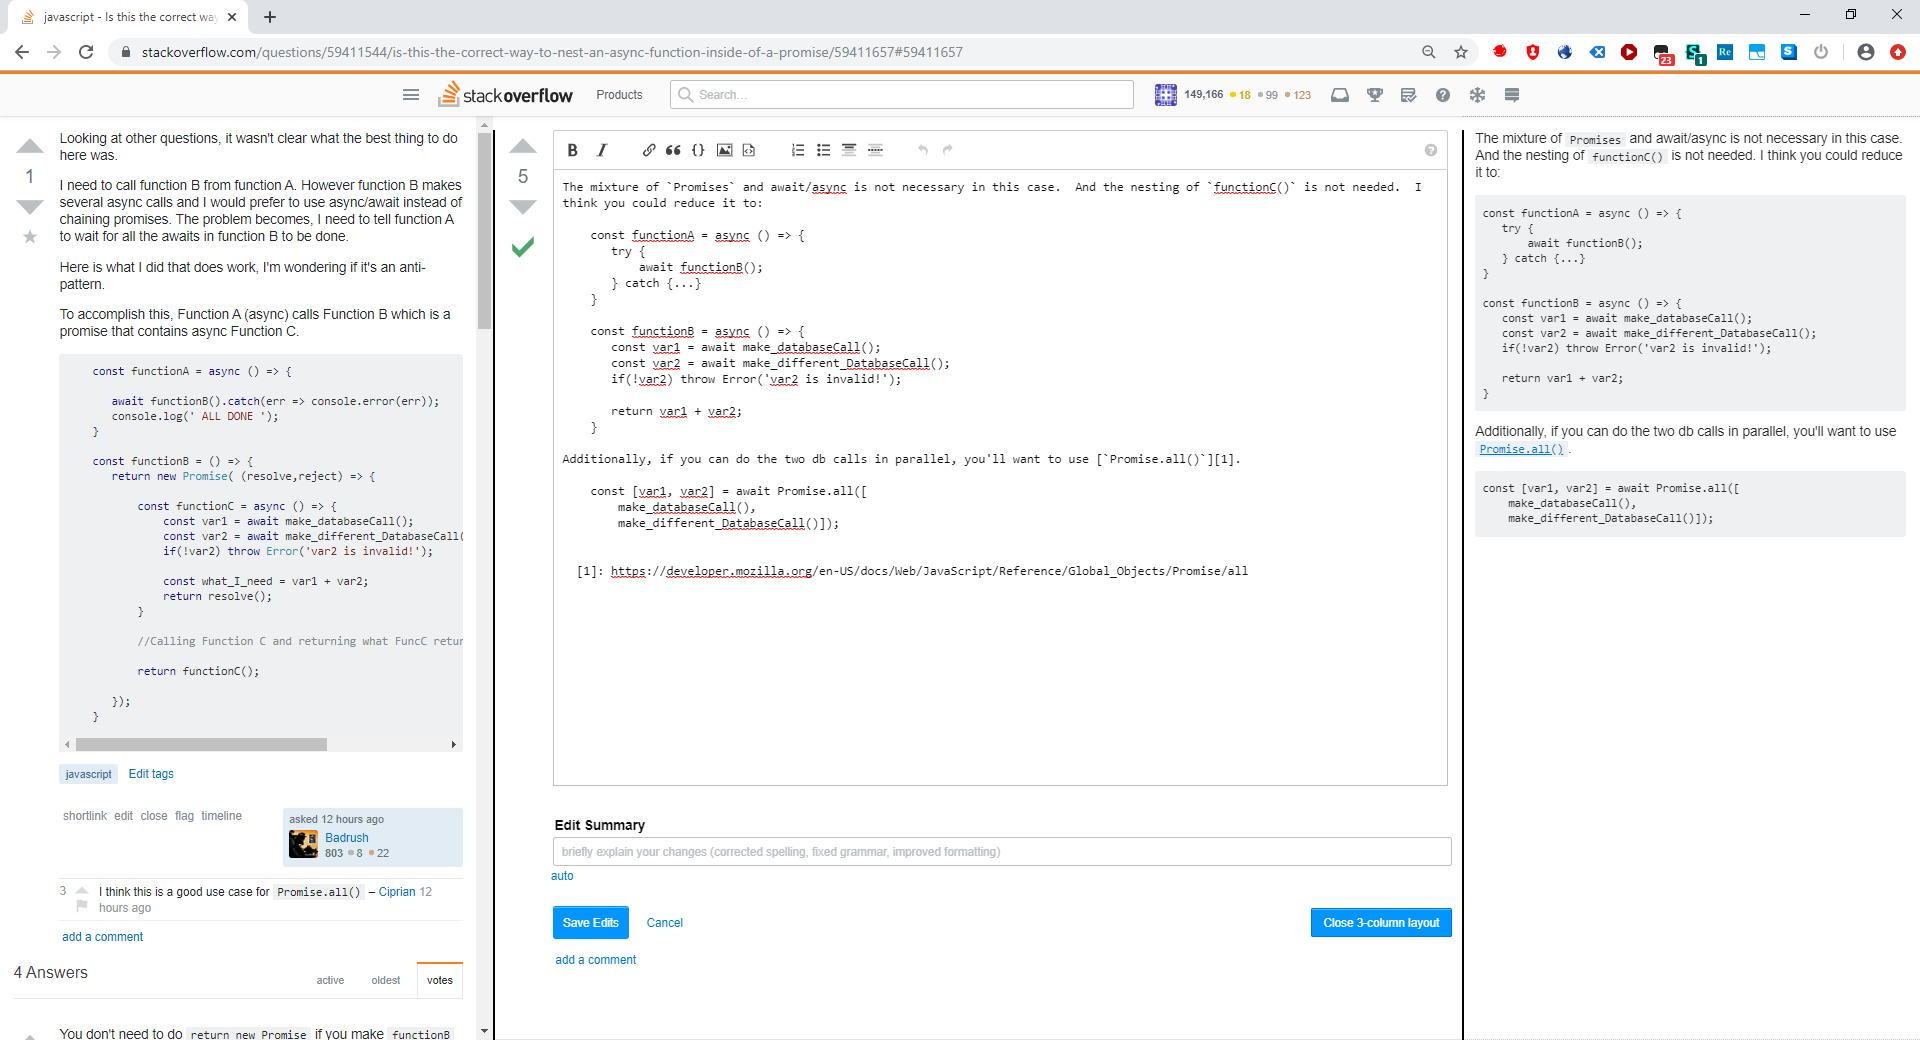 javascript - Is this the correct way
stackoverflow.com/questions/59411544/is-this-the-correct-way-to-nest-an-async-function-inside-of-a-promise/59411657#59411657
23
1
Re
stackoverflow
Products
Search...
149,166 18 99 123
1
Looking at other questions, it wasn't clear what the best thing to do
here was.
I need to call function B from function A. However function B makes
several async calls and I would prefer to use async/await instead of
chaining promises. The problem becomes, I need to tell function A
to wait for all the awaits in function B to be done.
Here is what I did that does work, I'm wondering if it's an anti-
pattern.
To accomplish this, Function A (async) calls Function B which is a
promise that contains async Function C.
const functionA = async () => {
await functionB().catch(err => console.error(err));
console.log(' ALL DONE ');
}
const functionB = () => {
return new Promise( (resolve,reject) => {
const functionC = async () => {
const var1 = await make_databaseCall();
const var2 = await make_different_DatabaseCall(
if(!var2) throw Error('var2 is invalid!');
const what_I_need = var1 + var2;
return resolve();
}
//Calling Function C and returning what FuncC retur
return functionC();
});
}
javascript
Edit tags
shortlink edit close flag timeline
asked 12 hours ago
Badrush
803 8 22
3
I think this is a good use case for Promise.all() – Ciprian 12
hours ago
add a comment
4 Answers
active
oldest
votes
You don't need to do return new Promise if you make functionB
5
B I
The mixture of `Promises` and await/async is not necessary in this case.  And the nesting of `functionC()` is not needed.  I
think you could reduce it to:
const functionA = async () => {
try {
await functionB();
} catch {...}
}
const functionB = async () => {
const var1 = await make_databaseCall();
const var2 = await make_different_DatabaseCall();
if(!var2) throw Error('var2 is invalid!');
return var1 + var2;
}
Additionally, if you can do the two db calls in parallel, you'll want to use [`Promise.all()`][1].
const [var1, var2] = await Promise.all([
make_databaseCall(),
make_different_DatabaseCall()]);
[1]: https://developer.mozilla.org/en-US/docs/Web/JavaScript/Reference/Global_Objects/Promise/all
Edit Summary
briefly explain your changes (corrected spelling, fixed grammar, improved formatting)
auto
Save Edits
Cancel
Close 3-column layout
add a comment
The mixture of Promises and await/async is not necessary in this case.
And the nesting of functionC() is not needed. I think you could reduce
it to:
const functionA = async () => {
try {
await functionB();
} catch {...}
}
const functionB = async () => {
const var1 = await make_databaseCall();
const var2 = await make_different_DatabaseCall();
if(!var2) throw Error('var2 is invalid!');
return var1 + var2;
}
Additionally, if you can do the two db calls in parallel, you'll want to use
Promise.all() .
const [var1, var2] = await Promise.all([
make_databaseCall(),
make_different_DatabaseCall()]);